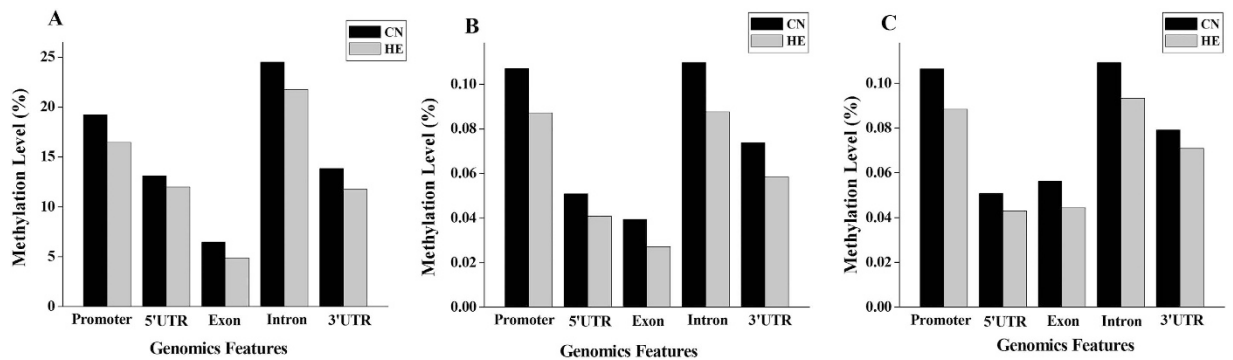 A
CN
HE
Methylation Level (%)
25
20
15
10
5
0
Promoter 5'UTR Exon Intron 3'UTR
Genomics Features
B
CN
HE
Methylation Level (%)
0.10
0.08
0.06
0.04
0.02
0.00
Promoter 5'UTR Exon Intron 3'UTR
Genomics Features
C
CN
HE
Methylation Level (%)
0.10
0.08
0.06
0.04
0.02
0.00
Promoter 5'UTR Exon Intron 3'UTR
Genomics Features